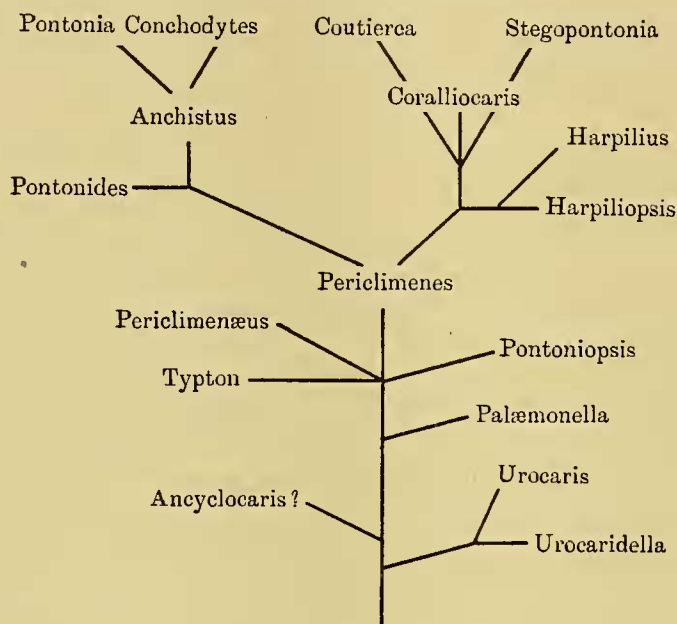 Pontonia Conchodytes Coutierea Stegopontonia
Coralliocaris
Anchistus
Harpilius
Pontonides
Harpiliopsis
Periclimenes
Periclimenæus
Pontoniopsis
Typton
Palæmonella
Urocaris
Ancyclocaris ?
Urocaridella